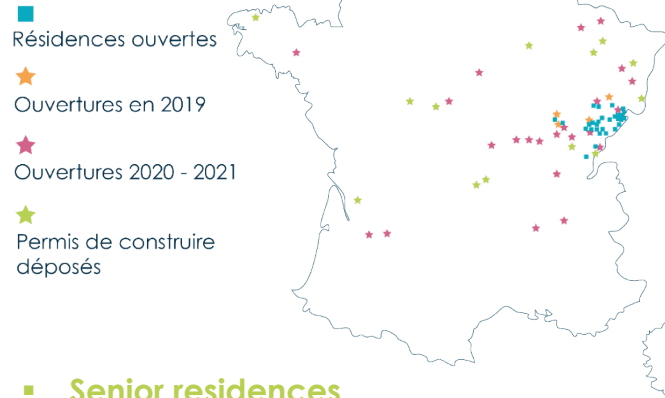 Résidences ouvertes
Ouvertures en 2019
Ouvertures 2020 - 2021
Permis de construire
déposés
Senior residences